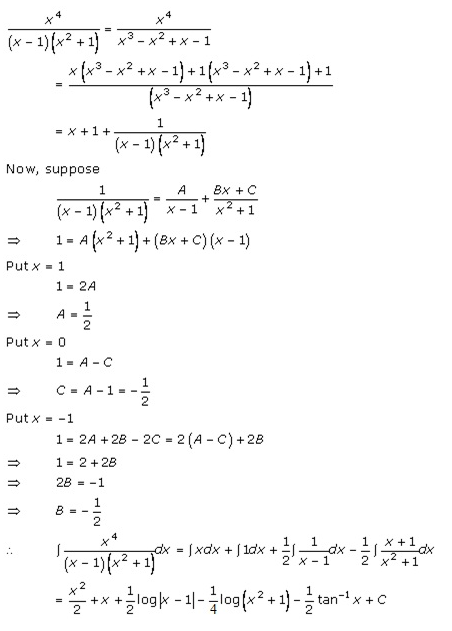 x⁴/((x − 1)(x² + 1)) = x⁴/(x³ − x² + x − 1)
= (x(x³ − x² + x − 1) + 1(x³ − x² + x − 1) + 1)/((x³ − x² + x − 1))
= x + 1 + 1/((x − 1)(x² + 1))
Now, suppose
1/((x − 1)(x² + 1)) = A/(x − 1) + (Bx + C)/(x² + 1)
⇒ 1 = A(x² + 1) + (Bx + C)(x − 1)
Put x = 1
1 = 2A
⇒ A = 1/2
Put x = 0
1 = A − C
⇒ C = A − 1 = −1/2
Put x = −1
1 = 2A + 2B − 2C = 2(A − C) + 2B
⇒ 1 = 2 + 2B
⇒ 2B = −1
⇒ B = −1/2
∴ ∫ x⁴/((x − 1)(x² + 1)) dx = ∫xdx + ∫1dx + 1/2 ∫ 1/(x − 1) dx − 1/2 ∫ (x + 1)/(x² + 1) dx
= x²/2 + x + 1/2 log|x − 1| − 1/4 log(x² + 1) − 1/2 tan⁻¹ x + C